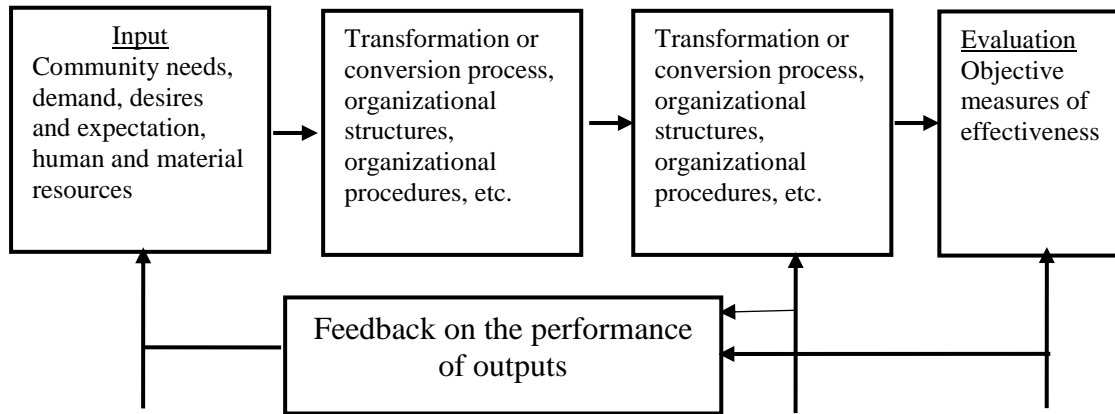 Input
Community needs,
demand, desires
and expectation,
human and material
resources
Transformation or
conversion process,
organizational
structures,
organizational
procedures, etc.
Transformation or
conversion process,
organizational
structures,
organizational
procedures, etc.
Evaluation
Objective
measures of
effectiveness
Feedback on the performance
of outputs